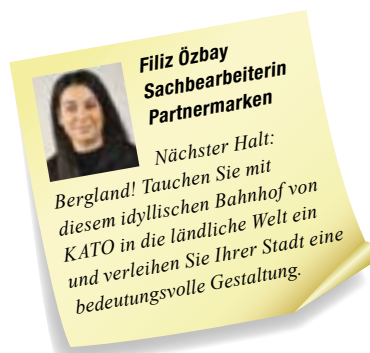 Filiz Özbay
Sachbearbeiterin
Partnermarken
Nächster Halt:
Bergland! Tauchen Sie mit
diesem idyllischen Bahnhof von
KATO in die ländliche Welt ein
und verleihen Sie Ihrer Stadt eine
bedeutungsvolle Gestaltung.